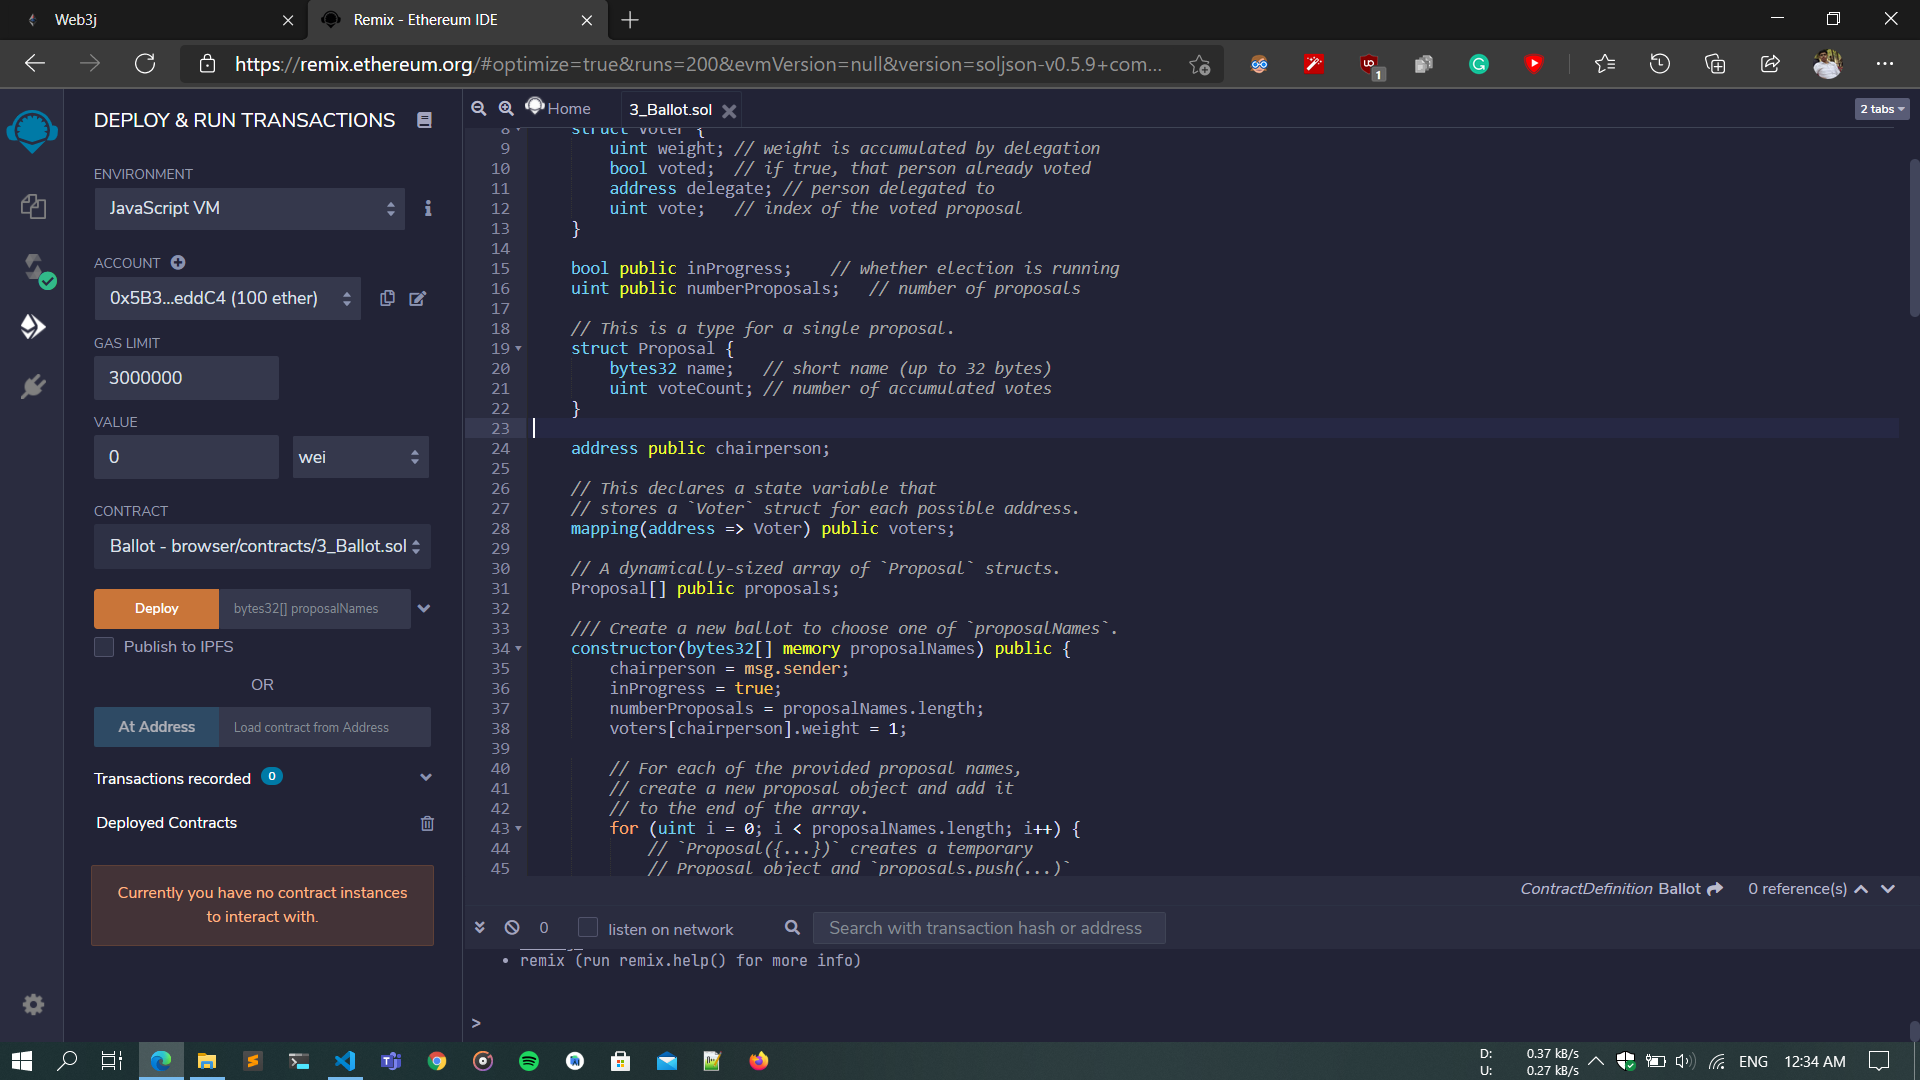 Web3j
Remix - Ethereum IDE
https://remix.ethereum.org/#optimize=true&runs=200&evmVersion=null&version=soljson-v0.5.9+com...
1
DEPLOY & RUN TRANSACTIONS
ENVIRONMENT
JavaScript VM
ACCOUNT
0x5B3...eddC4 (100 ether)
GAS LIMIT
3000000
VALUE
0
wei
CONTRACT
Ballot - browser/contracts/3_Ballot.sol
Deploy
bytes32[] proposalNames
Publish to IPFS
OR
At Address
Load contract from Address
Transactions recorded 0
Deployed Contracts
Currently you have no contract instances
to interact with.
Home
3_Ballot.sol
2 tabs
8 struct Voter {
9 uint weight; // weight is accumulated by delegation
10 bool voted; // if true, that person already voted
11 address delegate; // person delegated to
12 uint vote; // index of the voted proposal
13 }
14
15 bool public inProgress; // whether election is running
16 uint public numberProposals; // number of proposals
17
18 // This is a type for a single proposal.
19 struct Proposal {
20 bytes32 name; // short name (up to 32 bytes)
21 uint voteCount; // number of accumulated votes
22 }
23
24 address public chairperson;
25
26 // This declares a state variable that
27 // stores a `Voter` struct for each possible address.
28 mapping(address => Voter) public voters;
29
30 // A dynamically-sized array of `Proposal` structs.
31 Proposal[] public proposals;
32
33 /// Create a new ballot to choose one of `proposalNames`.
34 constructor(bytes32[] memory proposalNames) public {
35 chairperson = msg.sender;
36 inProgress = true;
37 numberProposals = proposalNames.length;
38 voters[chairperson].weight = 1;
39
40 // For each of the provided proposal names,
41 // create a new proposal object and add it
42 // to the end of the array.
43 for (uint i = 0; i < proposalNames.length; i++) {
44 // `Proposal({...})` creates a temporary
45 // Proposal object and `proposals.push(...)`
ContractDefinition Ballot 0 reference(s)
0
listen on network
Search with transaction hash or address
• remix (run remix.help() for more info)
>
D: 0.37 kB/s
U: 0.27 kB/s
ENG
12:34 AM